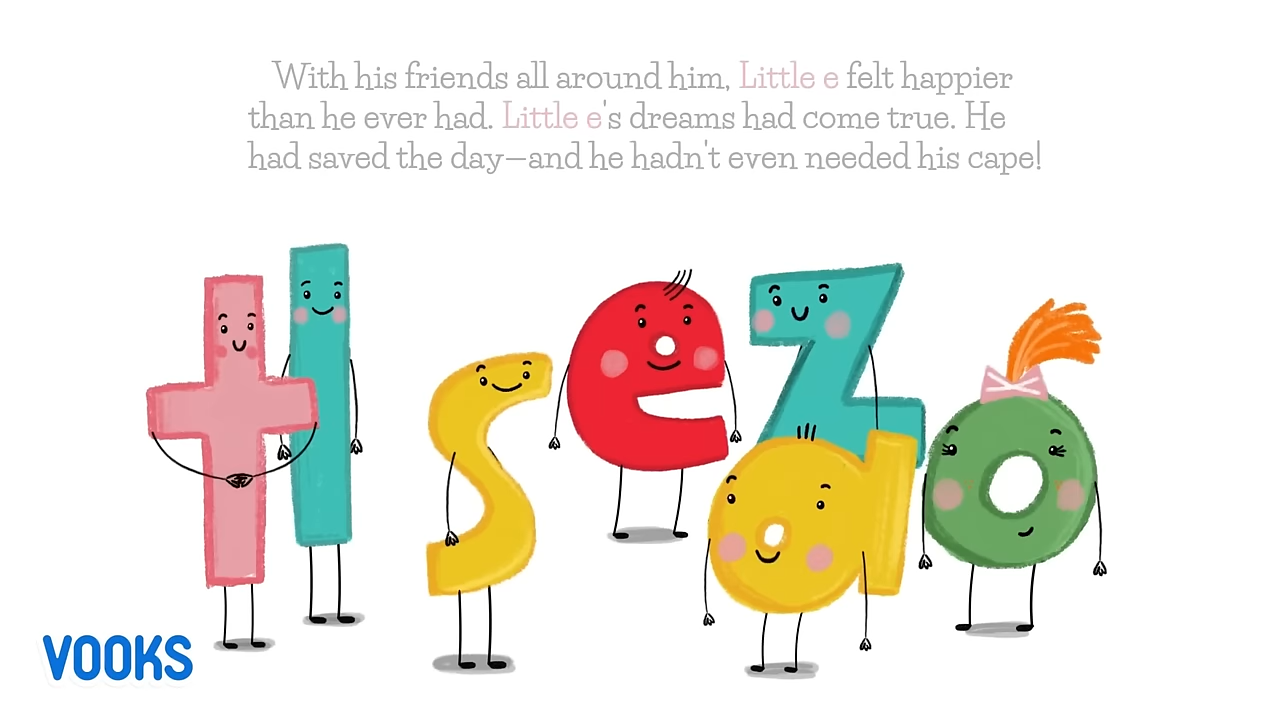 With his friends all around him, Little e felt happier
than he ever had. Little e's dreams had come true. He
had saved the day—and he hadn't even needed his cape!
t l s e z a o
VOOKS